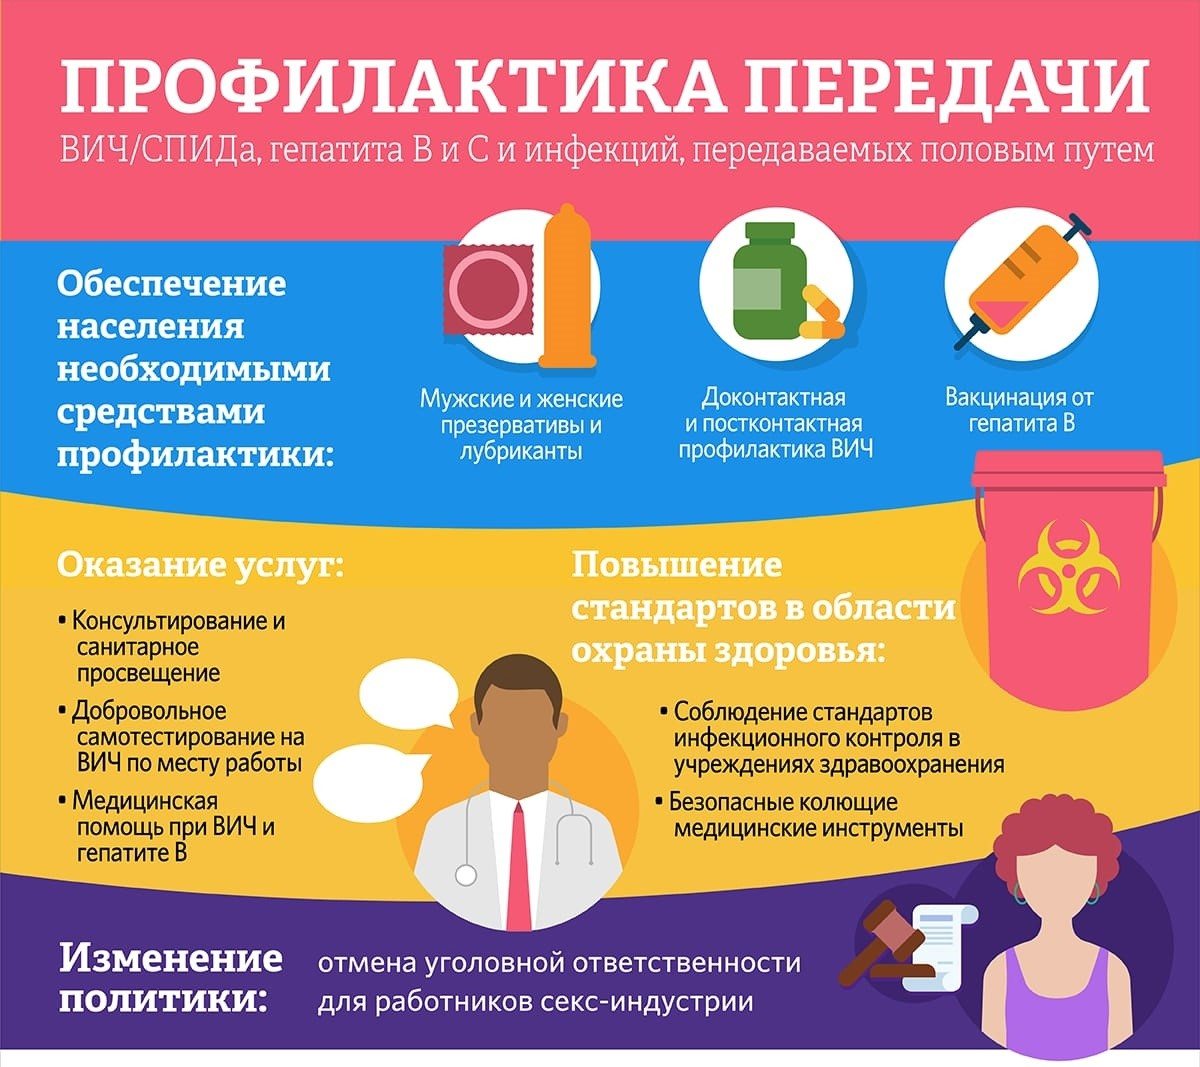 ПРОФИЛАКТИКА ПЕРЕДАЧИ
ВИЧ/СПИДа, гепатита В и С и инфекций, передаваемых половым путем
Обеспечение
населения
необходимыми
средствами
профилактики:
Мужские и женские
презервативы и
лубриканты
Доконтактная
и постконтактная
профилактика ВИЧ
Вакцинация от
гепатита В
Оказание услуг:
• Консультирование и
санитарное
просвещение
• Добровольное
самотестирование на
ВИЧ по месту работы
• Медицинская
помощь при ВИЧ и
гепатите В
Повышение
стандартов в области
охраны здоровья:
• Соблюдение стандартов
инфекционного контроля в
учреждениях здравоохранения
• Безопасные колющие
медицинские инструменты
Изменение
политики:
отмена уголовной ответственности
для работников секс-индустрии